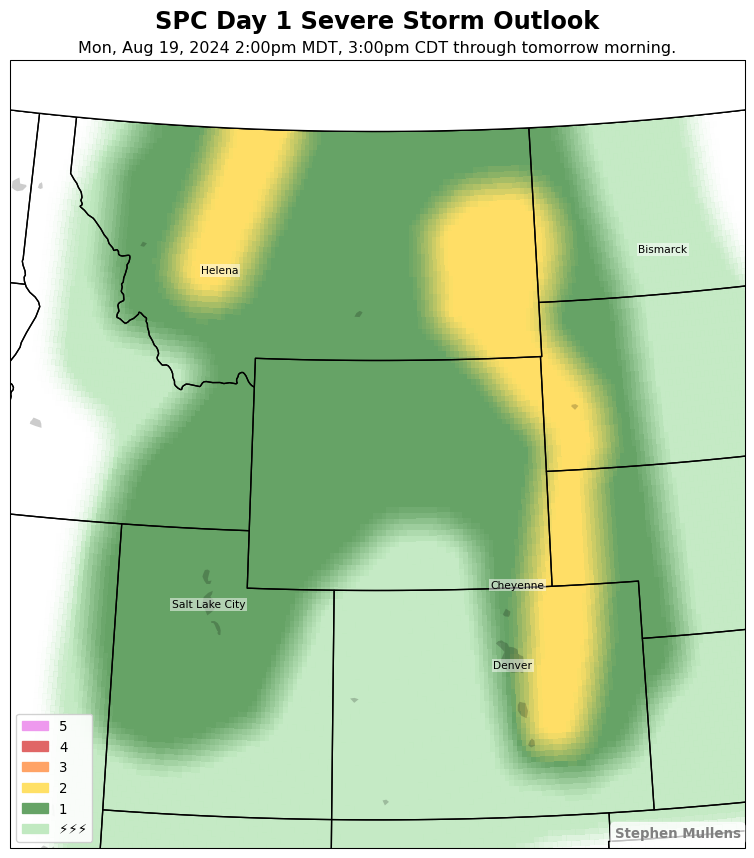 SPC Day 1 Severe Storm Outlook
Mon, Aug 19, 2024 2:00pm MDT, 3:00pm CDT through tomorrow morning.
Bismarck
Helena
Cheyenne
Salt Lake City
Denver
5
4
3
2
1
⚡⚡⚡
Stephen Mullens